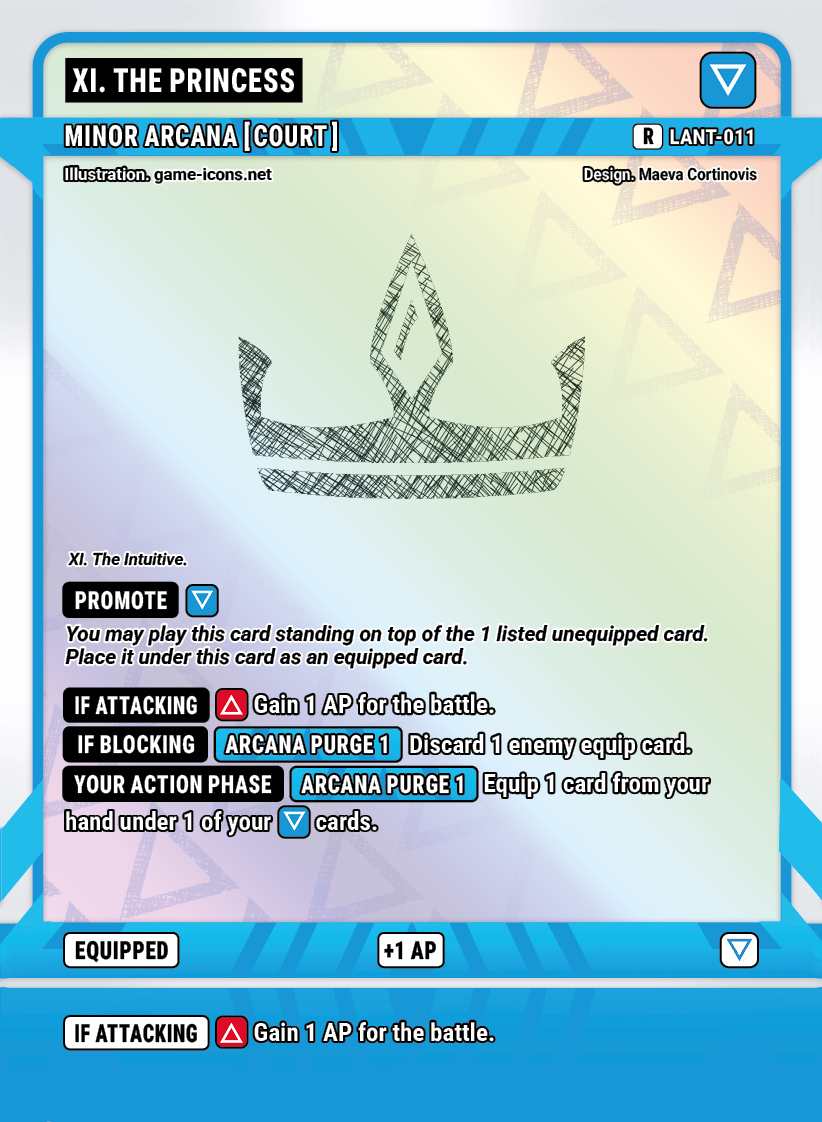 XI. THE PRINCESS
MINOR ARCANA [COURT]
R LANT-011
Illustration. game-icons.net
Design. Maeva Cortinovis
XI. The Intuitive.
PROMOTE
You may play this card standing on top of the 1 listed unequipped card.
Place it under this card as an equipped card.
IF ATTACKING Gain 1 AP for the battle.
IF BLOCKING ARCANA PURGE 1 Discard 1 enemy equip card.
YOUR ACTION PHASE ARCANA PURGE 1 Equip 1 card from your
hand under 1 of your cards.
EQUIPPED
+1 AP
IF ATTACKING Gain 1 AP for the battle.